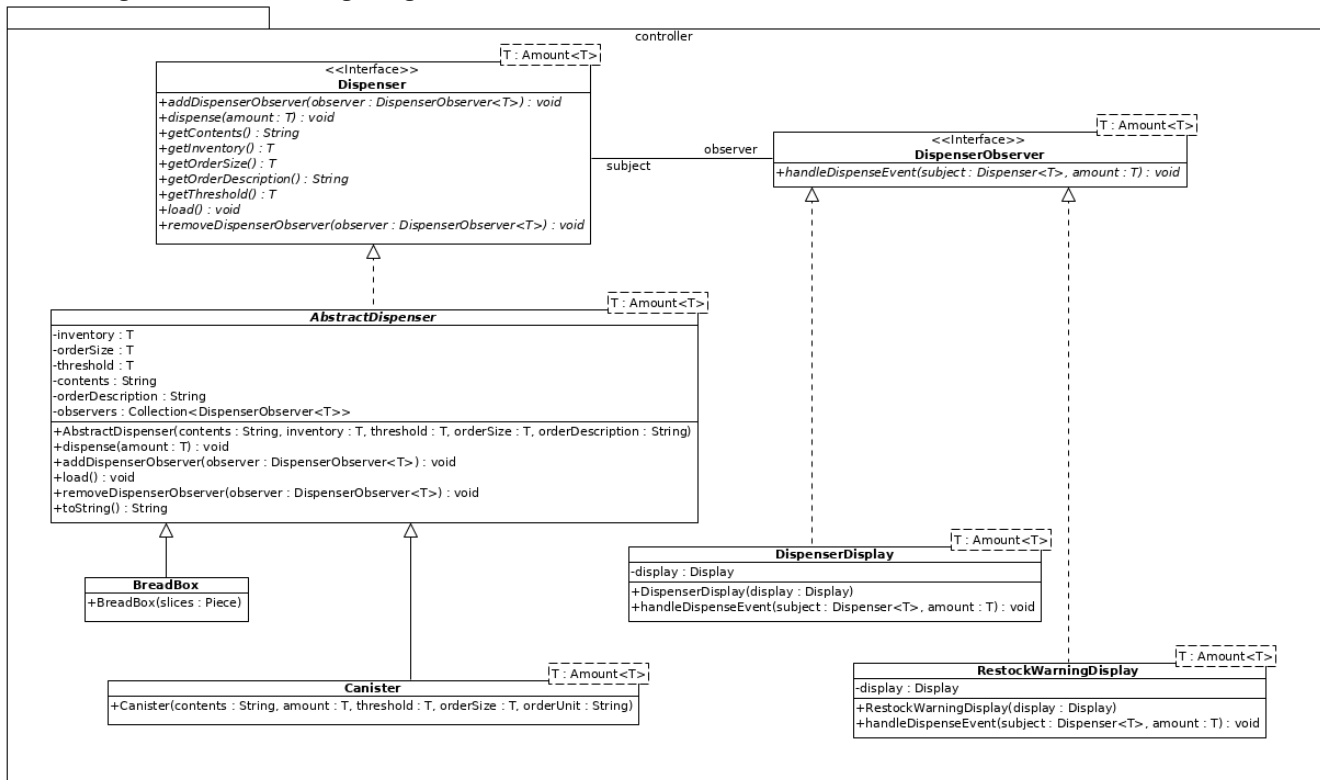 controller
T : Amount<T>
<<Interface>>
Dispenser
+addDispenserObserver(observer : DispenserObserver<T>) : void
+dispense(amount : T) : void
+getContents() : String
+getInventory() : T
+getOrderSize() : T
+getOrderDescription() : String
+getThreshold() : T
+load() : void
+removeDispenserObserver(observer : DispenserObserver<T>) : void
observer
subject
T : Amount<T>
<<Interface>>
DispenserObserver
+handleDispenseEvent(subject : Dispenser<T>, amount : T) : void
T : Amount<T>
AbstractDispenser
-inventory : T
-orderSize : T
-threshold : T
-contents : String
-orderDescription : String
-observers : Collection<DispenserObserver<T>>
+AbstractDispenser(contents : String, inventory : T, threshold : T, orderSize : T, orderDescription : String)
+dispense(amount : T) : void
+addDispenserObserver(observer : DispenserObserver<T>) : void
+load() : void
+removeDispenserObserver(observer : DispenserObserver<T>) : void
+toString() : String
BreadBox
+BreadBox(slices : Piece)
T : Amount<T>
DispenserDisplay
-display : Display
+DispenserDisplay(display : Display)
+handleDispenseEvent(subject : Dispenser<T>, amount : T) : void
T : Amount<T>
Canister
+Canister(contents : String, amount : T, threshold : T, orderSize : T, orderUnit : String)
T : Amount<T>
RestockWarningDisplay
-display : Display
+RestockWarningDisplay(display : Display)
+handleDispenseEvent(subject : Dispenser<T>, amount : T) : void